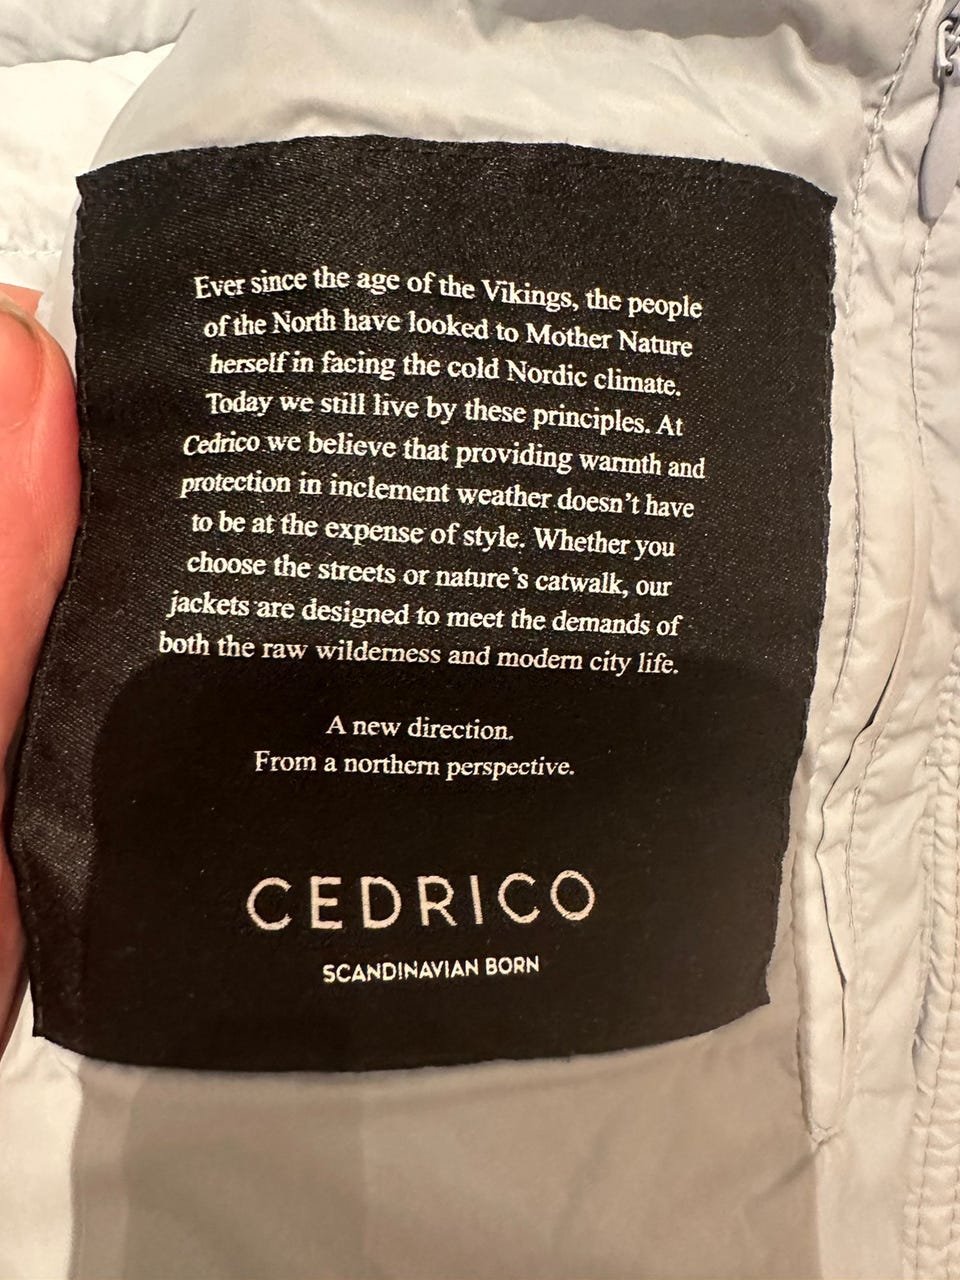 Ever since the age of the Vikings, the people
of the North have looked to Mother Nature
herself in facing the cold Nordic climate.
Today we still live by these principles. At
Cedrico we believe that providing warmth and
protection in inclement weather doesn't have
to be at the expense of style. Whether you
choose the streets or nature's catwalk, our
jackets are designed to meet the demands of
both the raw wilderness and modern city life.
A new direction.
From a northern perspective.
CEDRICO
SCANDINAVIAN BORN